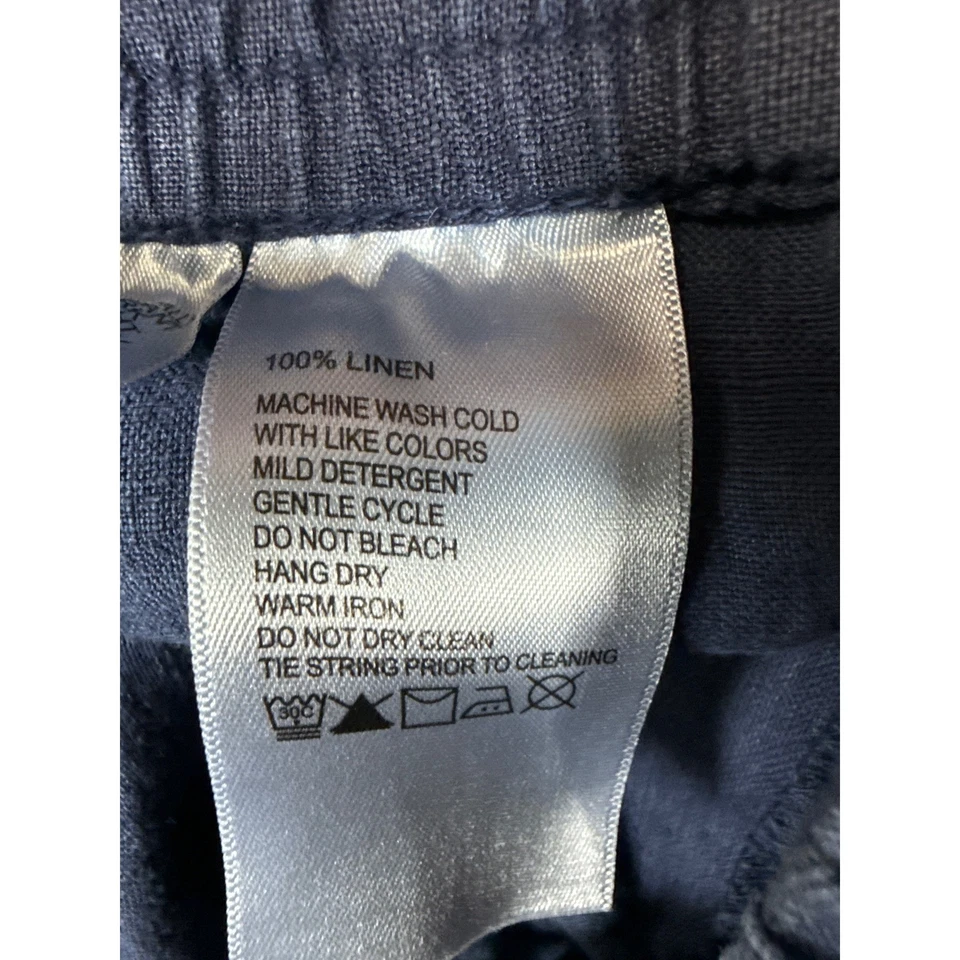 100% LINEN
MACHINE WASH COLD
WITH LIKE COLORS
MILD DETERGENT
GENTLE CYCLE
DO NOT BLEACH
HANG DRY
WARM IRON
DO NOT DRY CLEAN
TIE STRING PRIOR TO CLEANING
30C